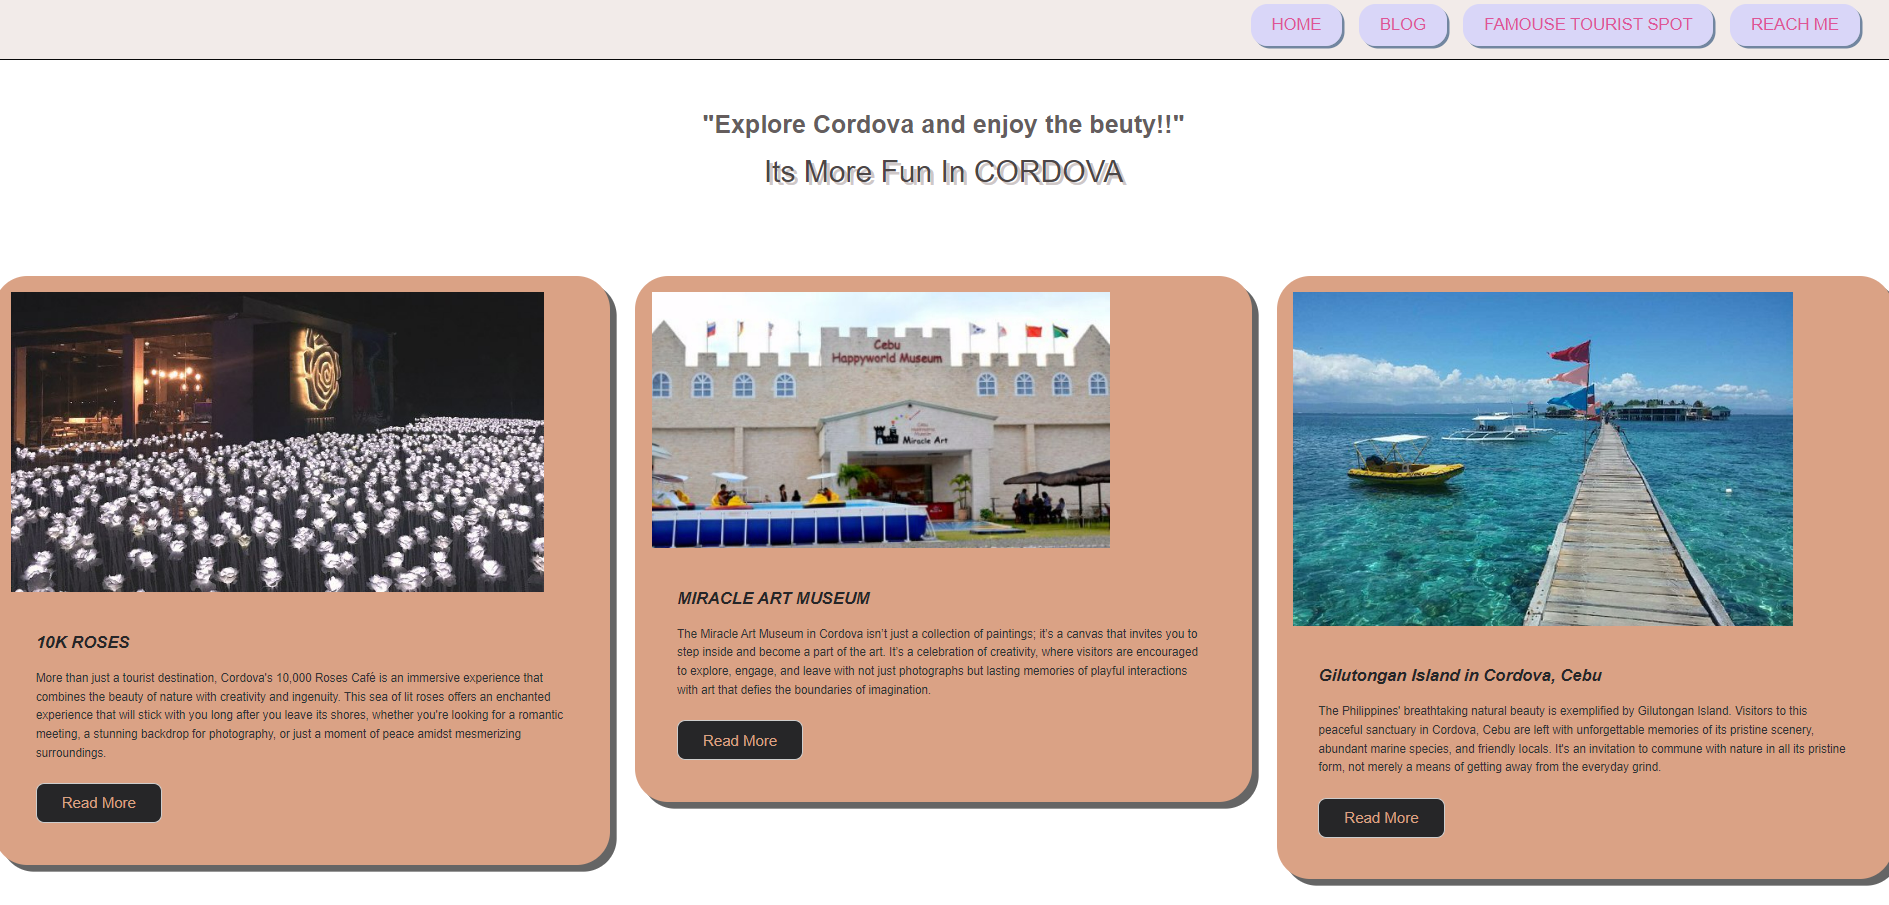 HOME BLOG FAMOUSE TOURIST SPOT REACH ME
"Explore Cordova and enjoy the beuty!!"
Its More Fun In CORDOVA
10K ROSES
More than just a tourist destination, Cordova's 10,000 Roses Café is an immersive experience that
combines the beauty of nature with creativity and ingenuity. This sea of lit roses offers an enchanted
experience that will stick with you long after you leave its shores, whether you're looking for a romantic
meeting, a stunning backdrop for photography, or just a moment of peace amidst mesmerizing
surroundings.
Read More
Cebu
Happyworld Museum
Miracle Art
MIRACLE ART MUSEUM
The Miracle Art Museum in Cordova isn't just a collection of paintings; it's a canvas that invites you to
step inside and become a part of the art. It's a celebration of creativity, where visitors are encouraged
to explore, engage, and leave with not just photographs but lasting memories of playful interactions
with art that defies the boundaries of imagination.
Read More
Gilutongan Island in Cordova, Cebu
The Philippines' breathtaking natural beauty is exemplified by Gilutongan Island. Visitors to this
peaceful sanctuary in Cordova, Cebu are left with unforgettable memories of its pristine scenery,
abundant marine species, and friendly locals. It's an invitation to commune with nature in all its pristine
form, not merely a means of getting away from the everyday grind.
Read More